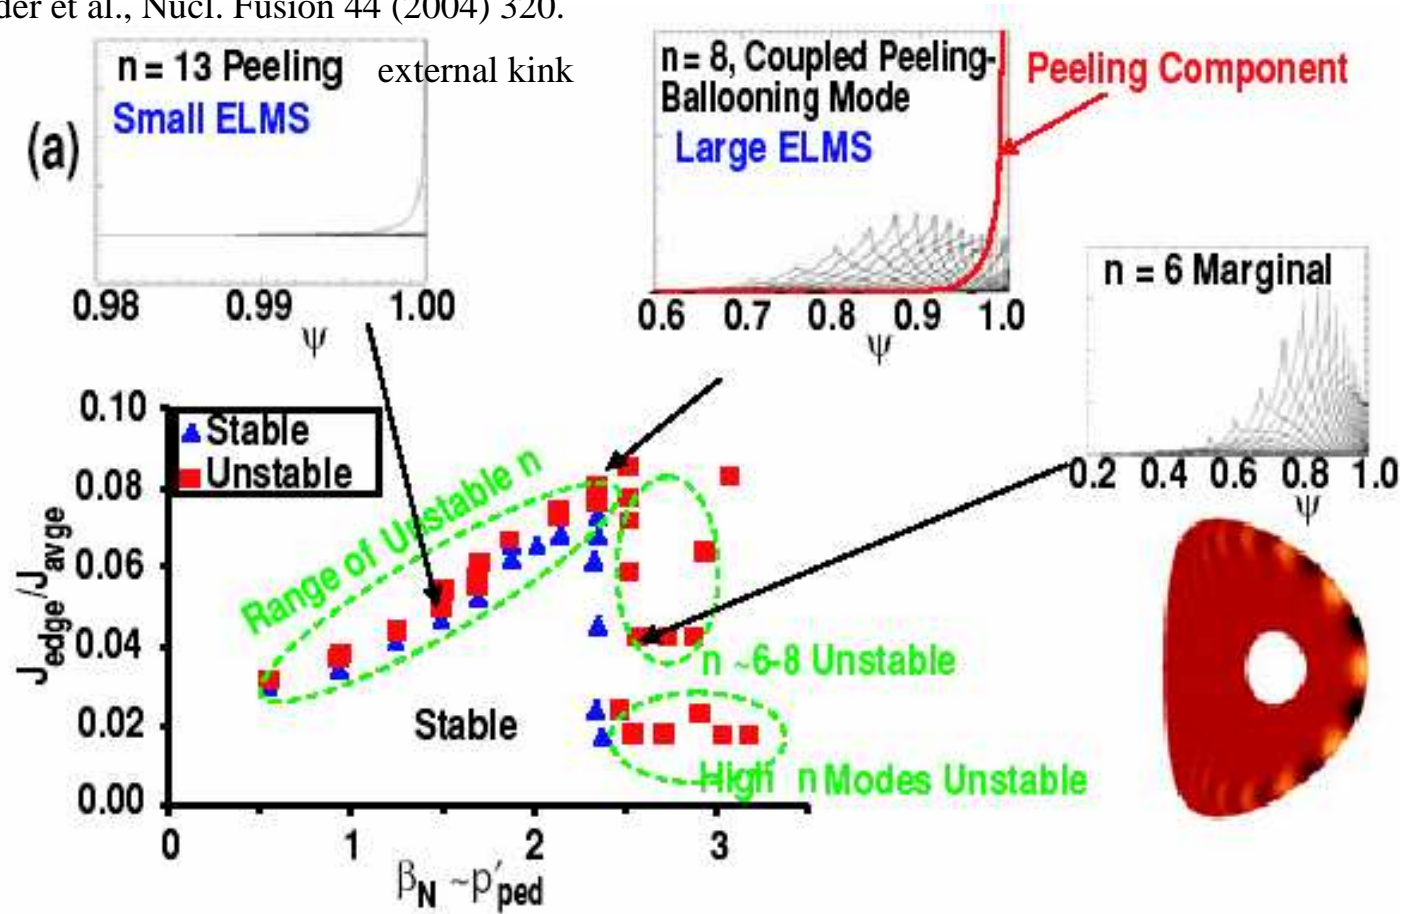 der et al., Nucl. Fusion 44 (2004) 320.
n = 13 Peeling
external kink
Small ELMS
(a)
0.98 0.99 1.00
ψ
n = 8, Coupled Peeling-
Ballooning Mode
Large ELMS
Peeling Component
0.6 0.7 0.8 0.9 1.0
ψ
n = 6 Marginal
0.2 0.4 0.6 0.8 1.0
ψ
Stable
Unstable
Range of Unstable n
n ~6-8 Unstable
Stable
High n Modes Unstable
0.10
0.08
0.06
0.04
0.02
0.00
Jedge/Javge
0 1 2 3
βN ~p′ped